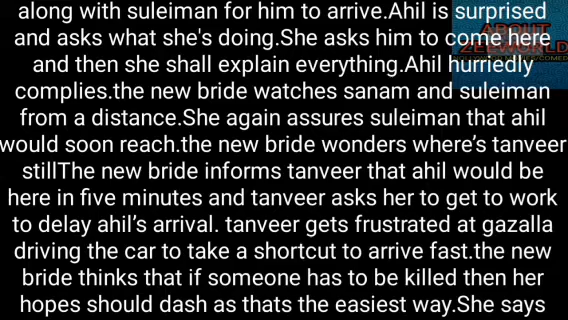 along with suleiman for him to arrive.Ahil is surprised
and asks what she's doing.She asks him to come here
and then she shall explain everything.Ahil hurriedly
complies.the new bride watches sanam and suleiman
from a distance.She again assures suleiman that ahil
would soon reach.the new bride wonders where’s tanveer
stillThe new bride informs tanveer that ahil would be
here in five minutes and tanveer asks her to get to work
to delay ahil’s arrival. tanveer gets frustrated at gazalla
driving the car to take a shortcut to arrive fast.the new
bride thinks that if someone has to be killed then her
hopes should dash as thats the easiest way.She says
ABOUT
ZEEWORLD